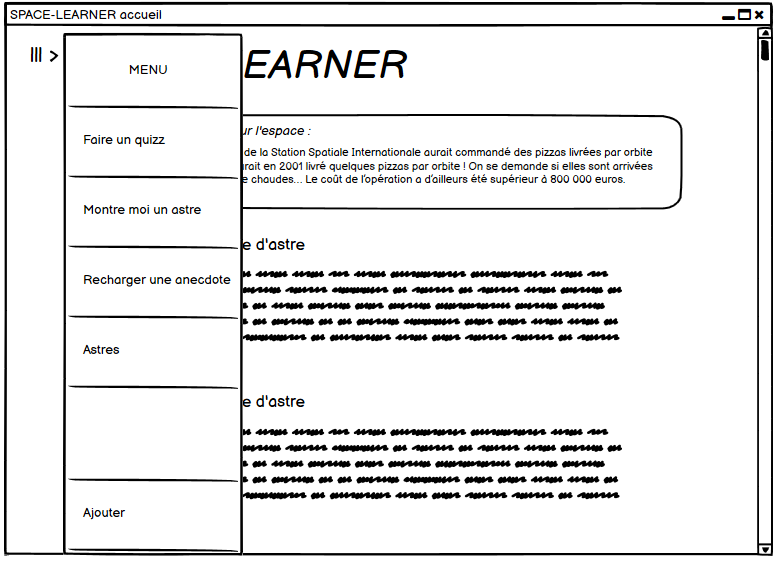 SPACE-LEARNER accueil
EARNER
MENU
ur l'espace :
Faire un quizz
de la Station Spatiale Internationale aurait commandé des pizzas livrées par orbite
rait en 2001 livré quelques pizzas par orbite ! On se demande si elles sont arrivées
e chaudes... Le coût de l'opération a d'ailleurs été supérieur à 800 000 euros.
Montre moi un astre
e d'astre
Recharger une anecdote
Astres
e d'astre
Ajouter